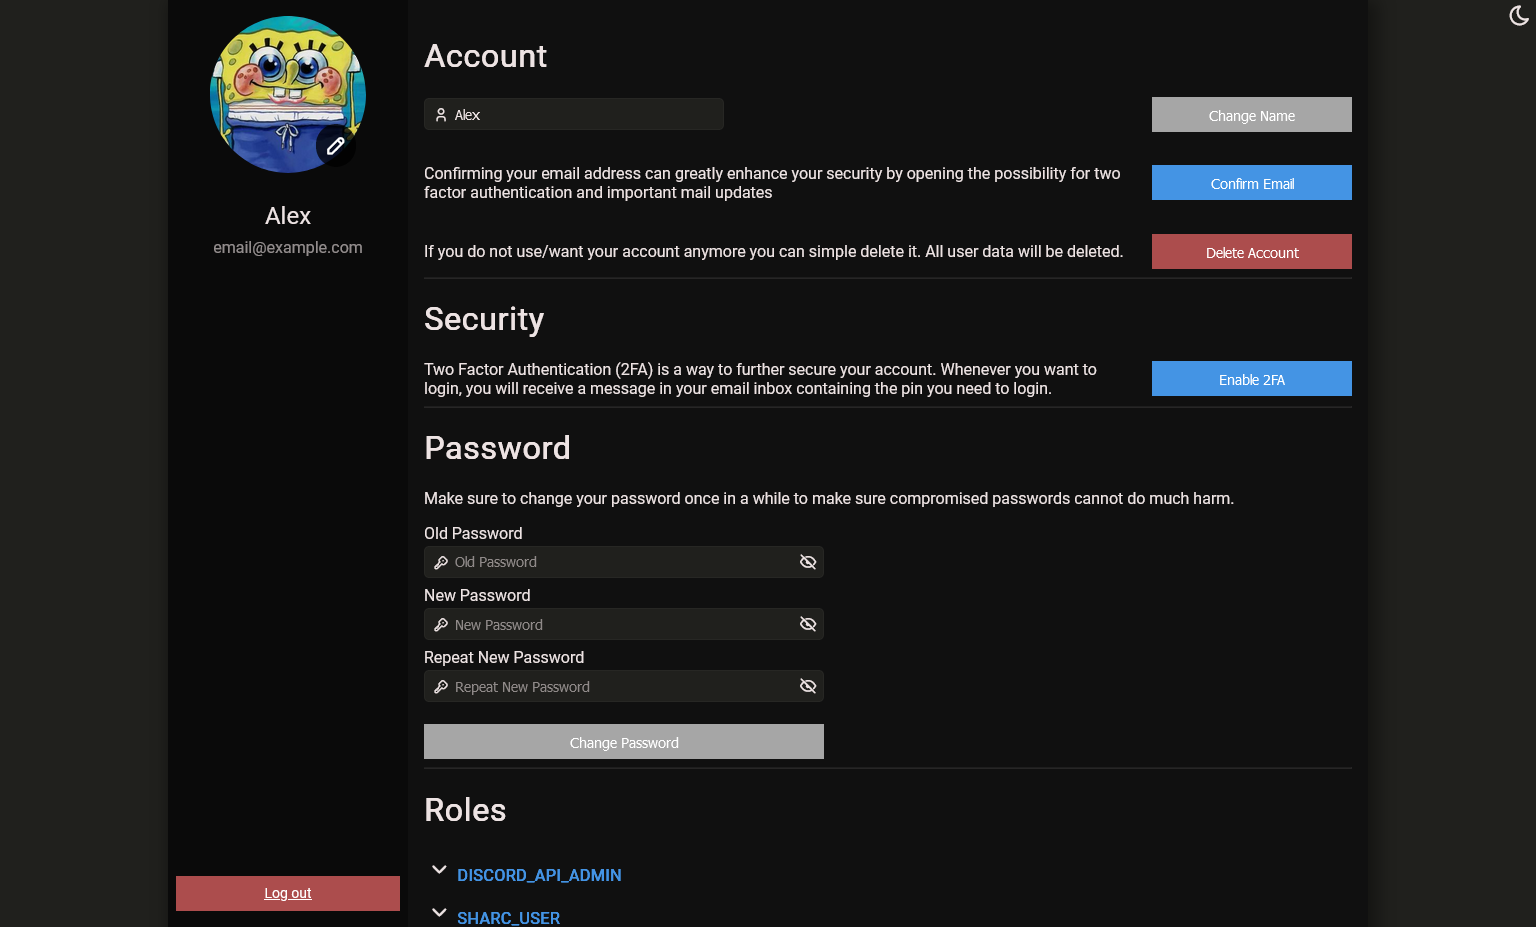 Alex
email@example.com
Log out
Account
Alex
Change Name
Confirming your email address can greatly enhance your security by opening the possibility for two
factor authentication and important mail updates
Confirm Email
If you do not use/want your account anymore you can simple delete it. All user data will be deleted.
Delete Account
Security
Two Factor Authentication (2FA) is a way to further secure your account. Whenever you want to
login, you will receive a message in your email inbox containing the pin you need to login.
Enable 2FA
Password
Make sure to change your password once in a while to make sure compromised passwords cannot do much harm.
Old Password
Old Password
New Password
New Password
Repeat New Password
Repeat New Password
Change Password
Roles
DISCORD_API_ADMIN
SHARC_USER